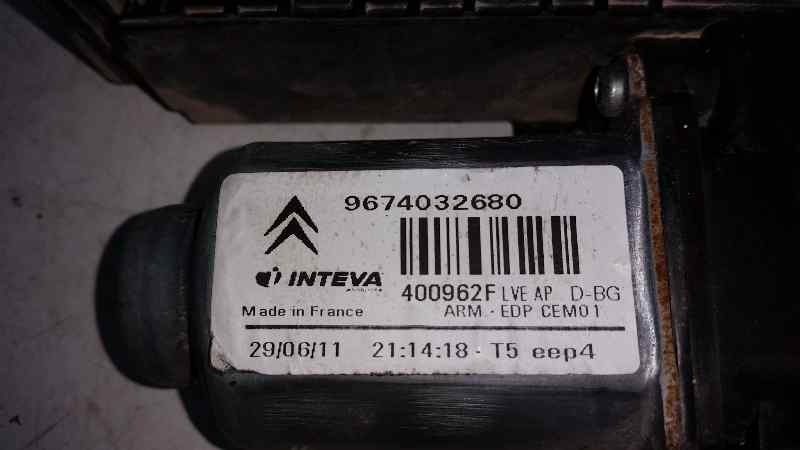 9674032680
INTEVA
400962F LVE AP D-BG
Made in France
ARM - EDP CEM01
29/06/11 21:14:18 - T5 eep4